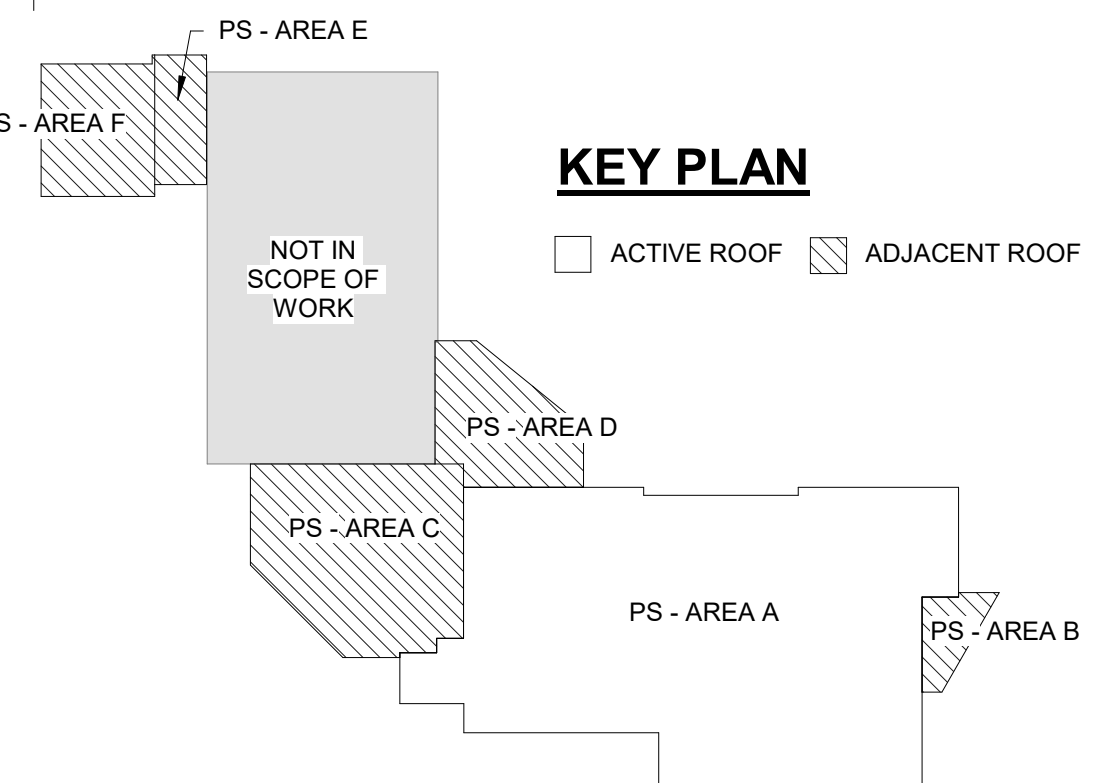 PS - AREA E
S - AREA F
KEY PLAN
ACTIVE ROOF
ADJACENT ROOF
NOT IN
SCOPE OF
WORK
PS - AREA D
PS - AREA C
PS - AREA A
PS - AREA B